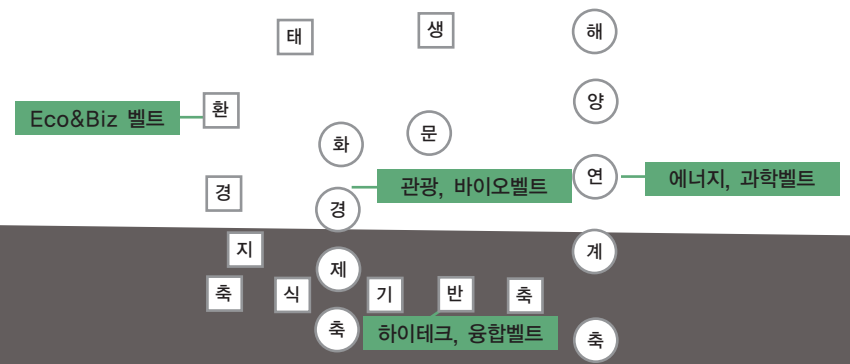 생태환경축
Eco&Biz 벨트
문화경제축
관광, 바이오벨트
해양연계축
에너지, 과학벨트
지식기반축
하이테크, 융합벨트